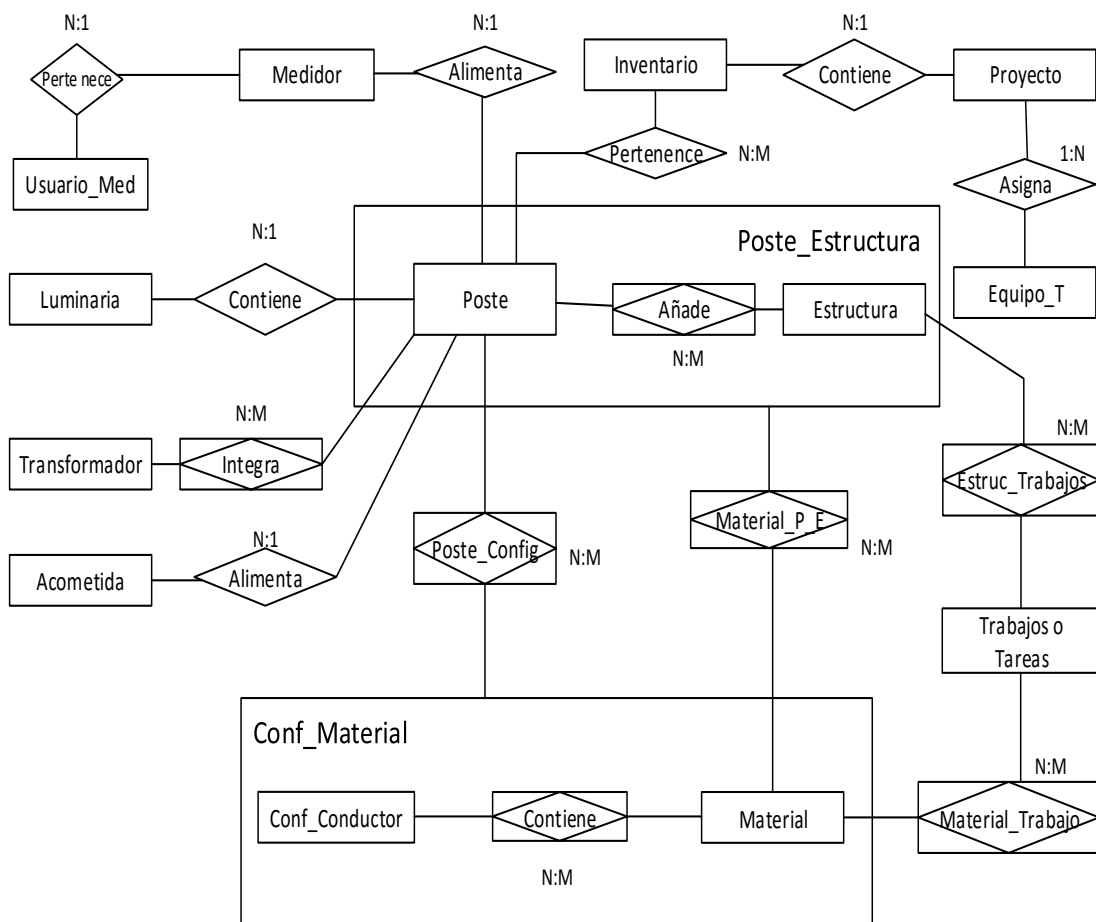 N:1
N:1
N:1
Perte nece
Medidor
Alimenta
Inventario
Contiene
Proyecto
Usuario_Med
Pertenence
N:M
1:N
Asigna
N:1
Poste_Estructura
Luminaria
Contiene
Poste
Añade
Estructura
Equipo_T
N:M
N:M
N:M
Transformador
Integra
Estruc_Trabajos
Material_P_E
N:1
Poste_Config
N:M
N:M
Acometida
Alimenta
Trabajos o
Tareas
Conf_Material
N:M
Conf_Conductor
Contiene
Material
Material_Trabajo
N:M